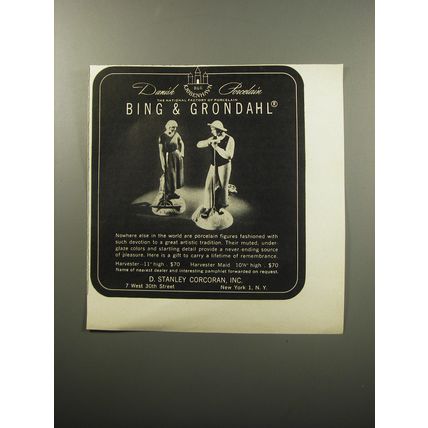 B&G
KØBENHAVN
Danish Porcelain
THE NATIONAL FACTORY OF PORCELAIN
BING & GRONDAHL®
Nowhere else in the world are porcelain figures fashioned with
such devotion to a great artistic tradition. Their muted, under-
glaze colors and startling detail provide a never-ending source
of pleasure. Here is a gift to carry a lifetime of remembrance.
Harvester—11" high . $70 Harvester Maid 10¾" high . $70
Name of nearest dealer and interesting pamphlet forwarded on request.
D. STANLEY CORCORAN, INC.
7 West 30th Street New York 1, N. Y.